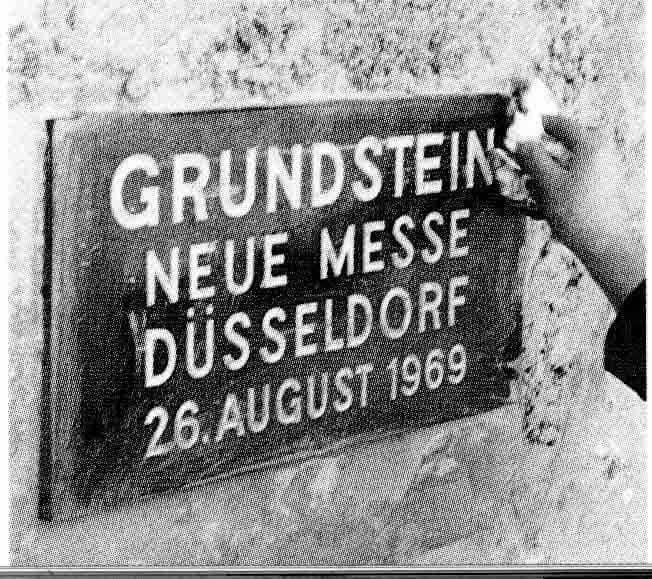 GRUNDSTEIN
NEUE MESSE
DÜSSELDORF
26. AUGUST 1969